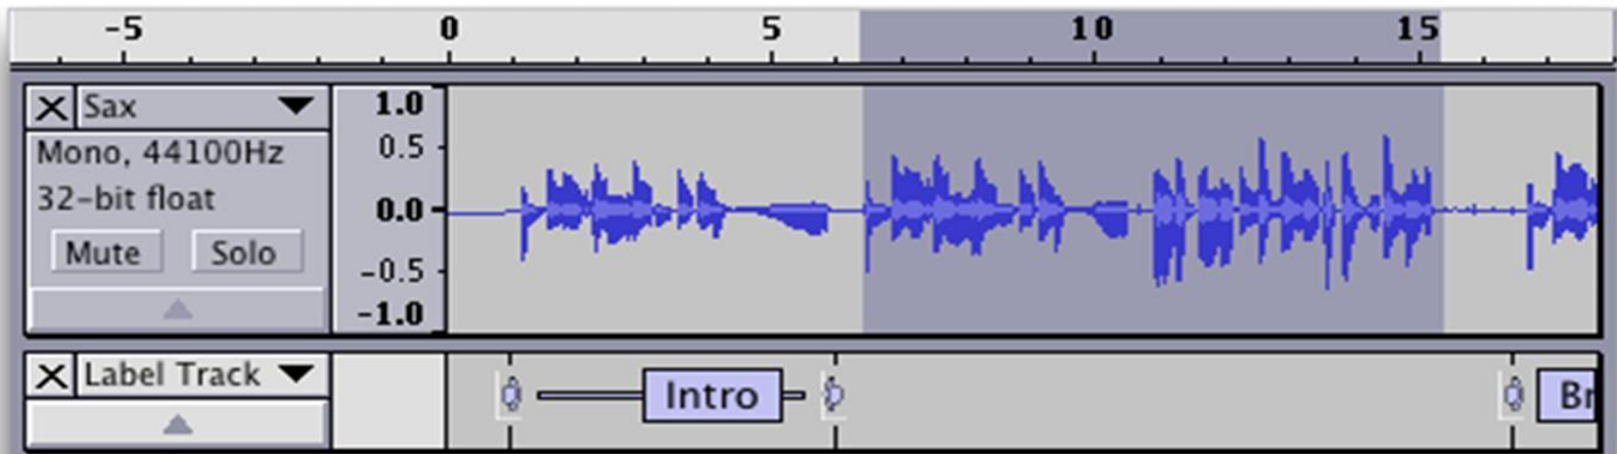 -5 0 5 10 15
Sax
1.0
Mono, 44100Hz
0.5
32-bit float
0.0
Mute Solo
-0.5
-1.0
Label Track
Intro
Br